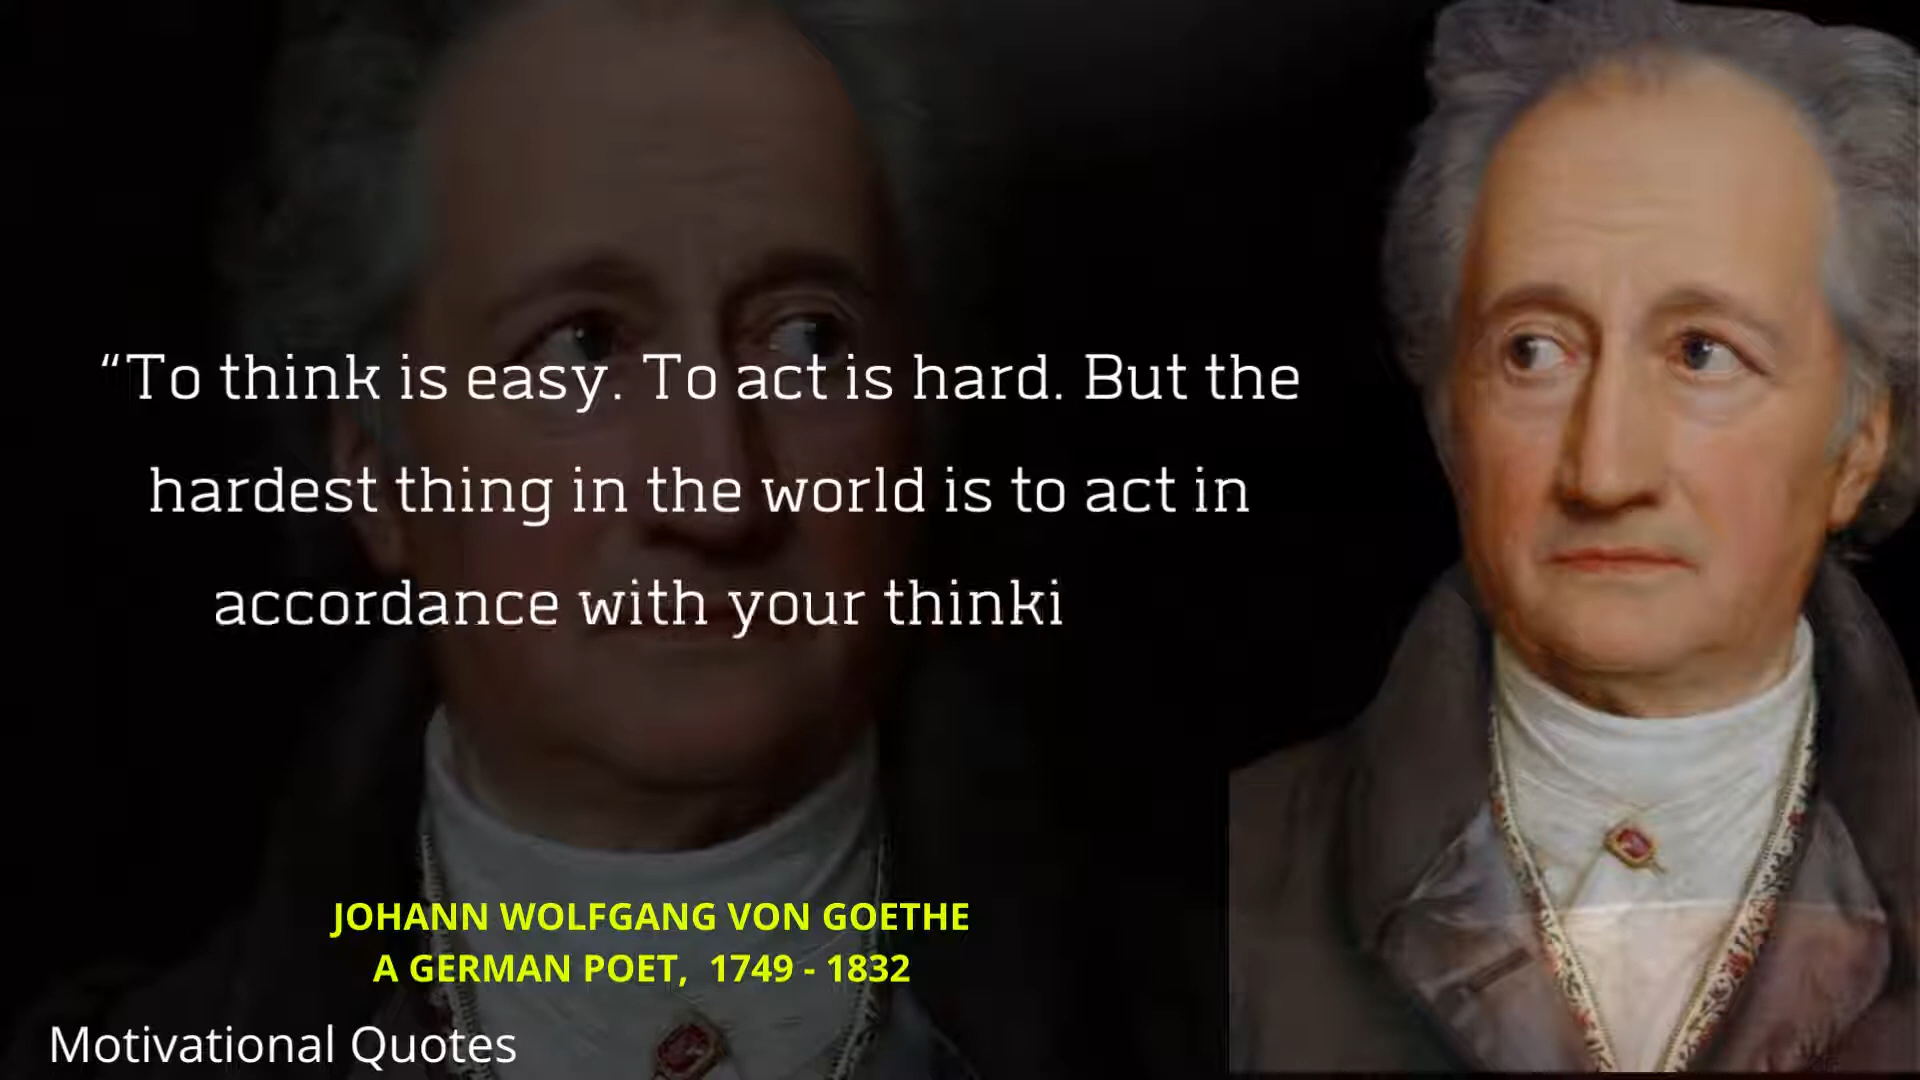 “To think is easy. To act is hard. But the
hardest thing in the world is to act in
accordance with your thinki
JOHANN WOLFGANG VON GOETHE
A GERMAN POET,  1749 - 1832
Motivational Quotes